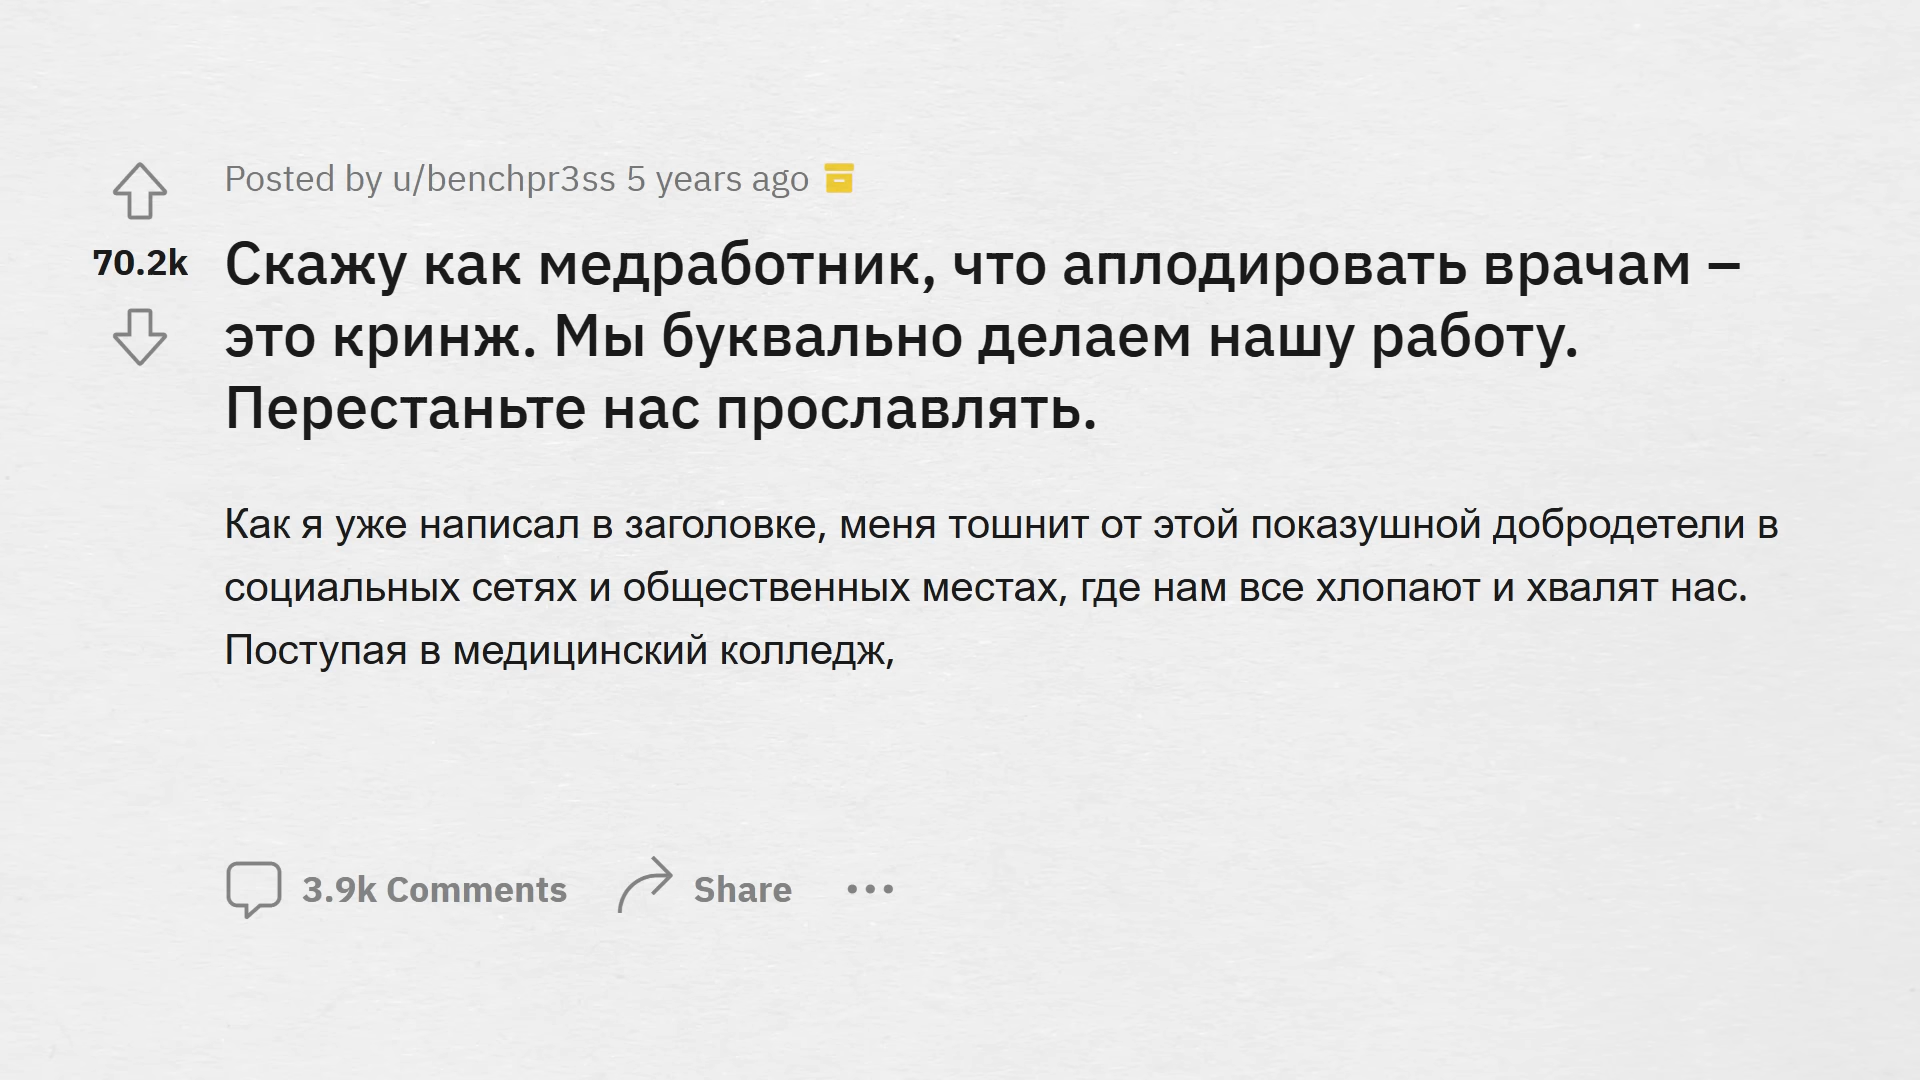 Posted by u/benchpr3ss 5 years ago
70.2k
Скажу как медработник, что аплодировать врачам –
это кринж. Мы буквально делаем нашу работу.
Перестаньте нас прославлять.
Как я уже написал в заголовке, меня тошнит от этой показушной добродетели в
социальных сетях и общественных местах, где нам все хлопают и хвалят нас.
Поступая в медицинский колледж,
3.9k Comments Share